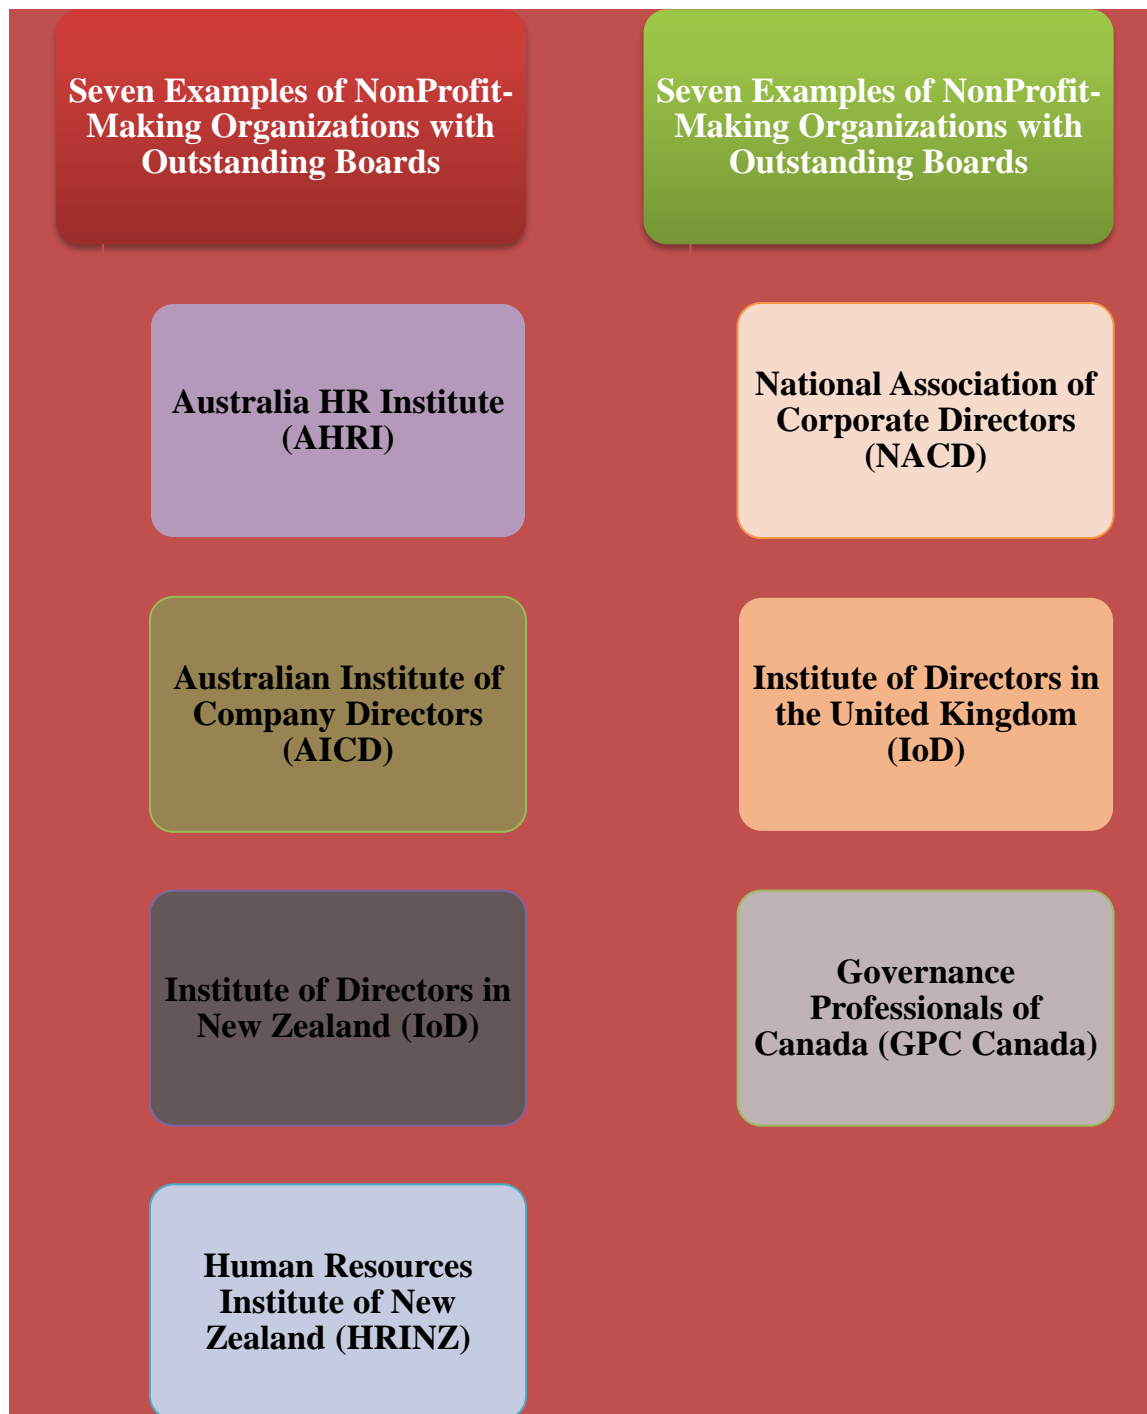 Seven Examples of NonProfit-
Making Organizations with
Outstanding Boards
Australia HR Institute
(AHRI)
Australian Institute of
Company Directors
(AICD)
Institute of Directors in
New Zealand (IoD)
Human Resources
Institute of New
Zealand (HRINZ)
Seven Examples of NonProfit-
Making Organizations with
Outstanding Boards
National Association of
Corporate Directors
(NACD)
Institute of Directors in
the United Kingdom
(IoD)
Governance
Professionals of
Canada (GPC Canada)